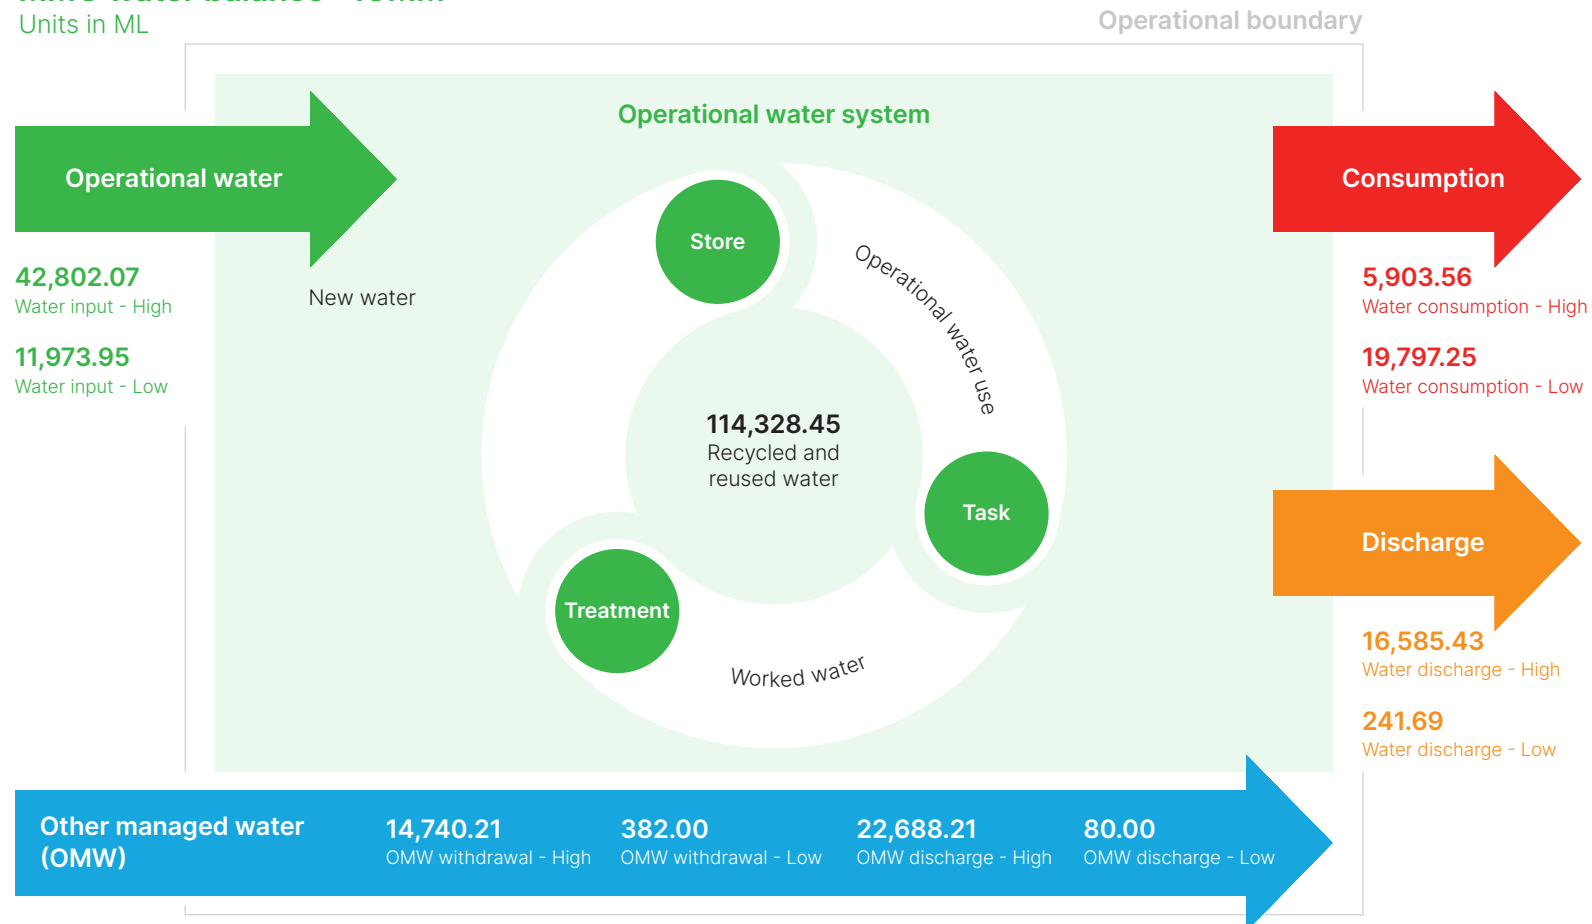 Units in ML
Operational boundary
Operational water system
Operational water
Consumption
Store
42,802.07
Water input - High
New water
Operational water use
5,903.56
Water consumption - High
11,973.95
Water input - Low
19,797.25
Water consumption - Low
114,328.45
Recycled and
reused water
Task
Discharge
Treatment
Worked water
16,585.43
Water discharge - High
241.69
Water discharge - Low
Other managed water
(OMW)
14,740.21
OMW withdrawal - High
382.00
OMW withdrawal - Low
22,688.21
OMW discharge - High
80.00
OMW discharge - Low